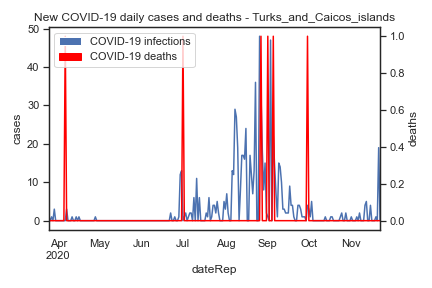 New COVID-19 daily cases and deaths - Turks_and_Caicos_islands
COVID-19 infections
COVID-19 deaths
50
40
30
20
10
0
cases
1.0
0.8
0.6
0.4
0.2
0.0
deaths
Apr May Jun Jul Aug Sep Oct Nov
2020
dateRep